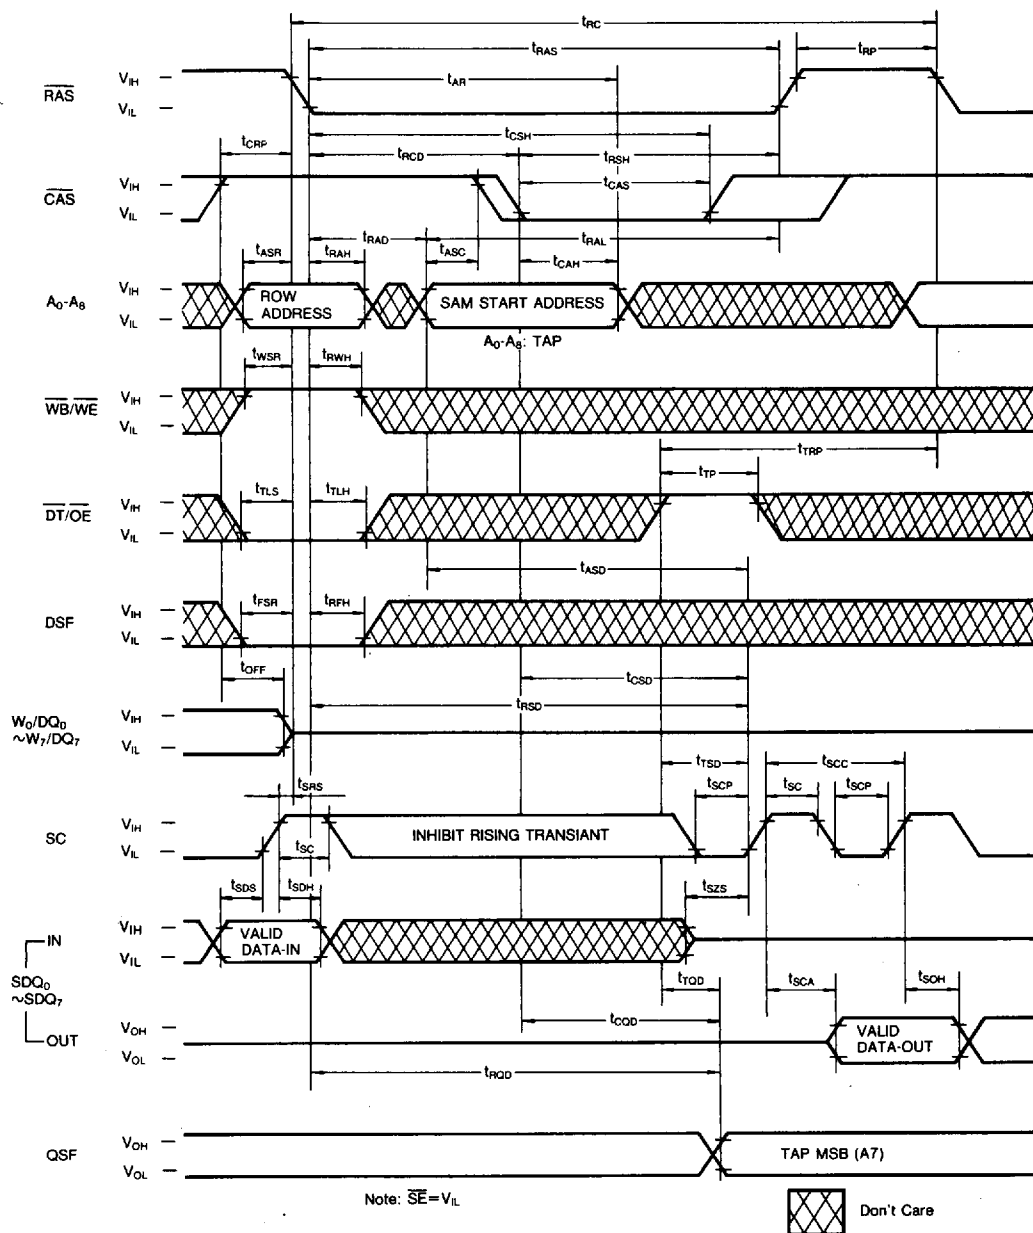 tRC
tRAS
tRP
tAR
RAS
VIH
VIL
tCSH
tCRP
tRCD
tRSH
CAS
VIH
VIL
tCAS
tRAD
tRAL
tASR
tRAH
tASC
tCAH
A0-A8
VIH
VIL
ROW
ADDRESS
SAM START ADDRESS
A0-A8: TAP
tWSR
tRWH
WB/WE
VIH
VIL
tTRP
tTP
tTLS
tTLH
DT/OE
VIH
VIL
tASD
tFSR
tRFH
DSF
VIH
VIL
tOFF
tCSD
tRSD
W0/DQ0
~W7/DQ7
VIH
VIL
tTSD
tSCC
tSRS
tSCP
tSC
tSCP
SC
VIH
VIL
INHIBIT RISING TRANSIANT
tSC
tSDS
tSDH
tSZS
IN
VIH
VIL
VALID
DATA-IN
SDQ0
~SDQ7
tTQD
tSCA
tSOH
tCQD
OUT
VOH
VOL
VALID
DATA-OUT
tRQD
QSF
VOH
VOL
TAP MSB (A7)
Note: SE=VIL
Don't Care